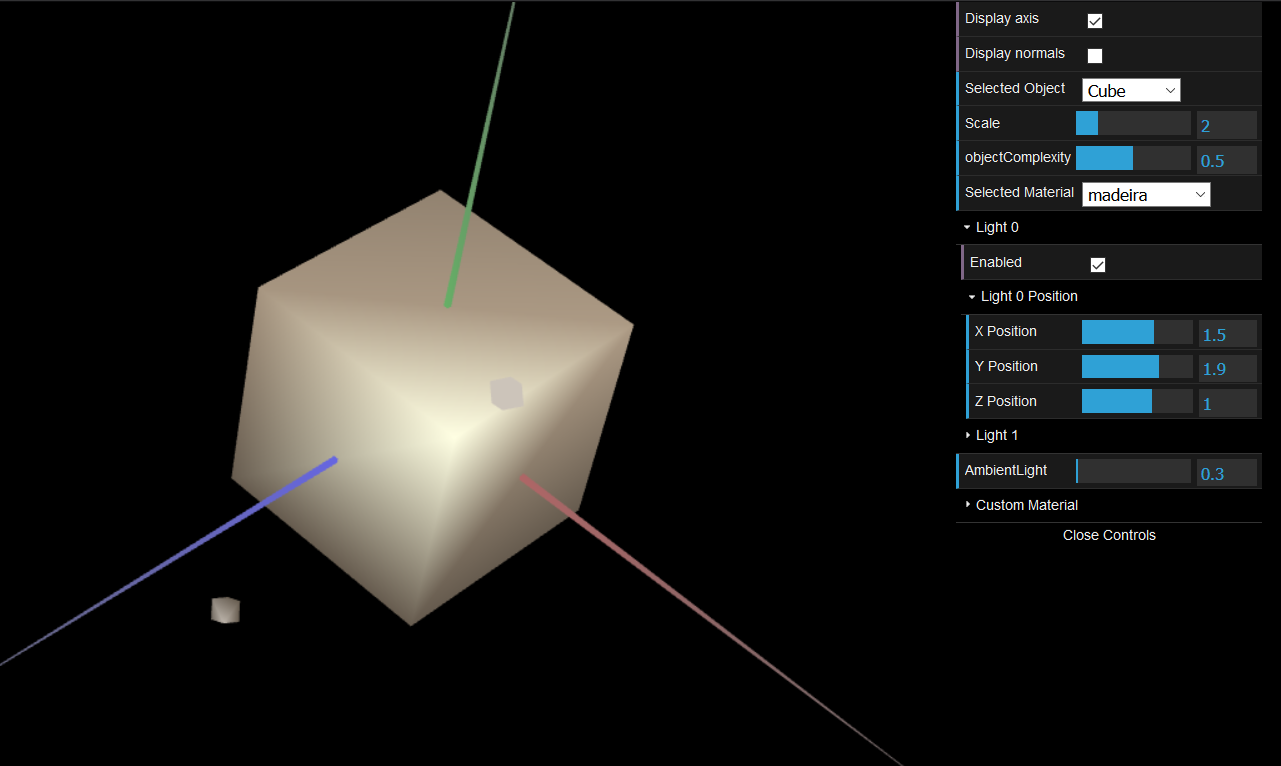 Display axis
Display normals
Selected Object Cube
Scale 2
objectComplexity 0.5
Selected Material madeira
Light 0
Enabled
Light 0 Position
X Position 1.5
Y Position 1.9
Z Position 1
Light 1
AmbientLight 0.3
Custom Material
Close Controls